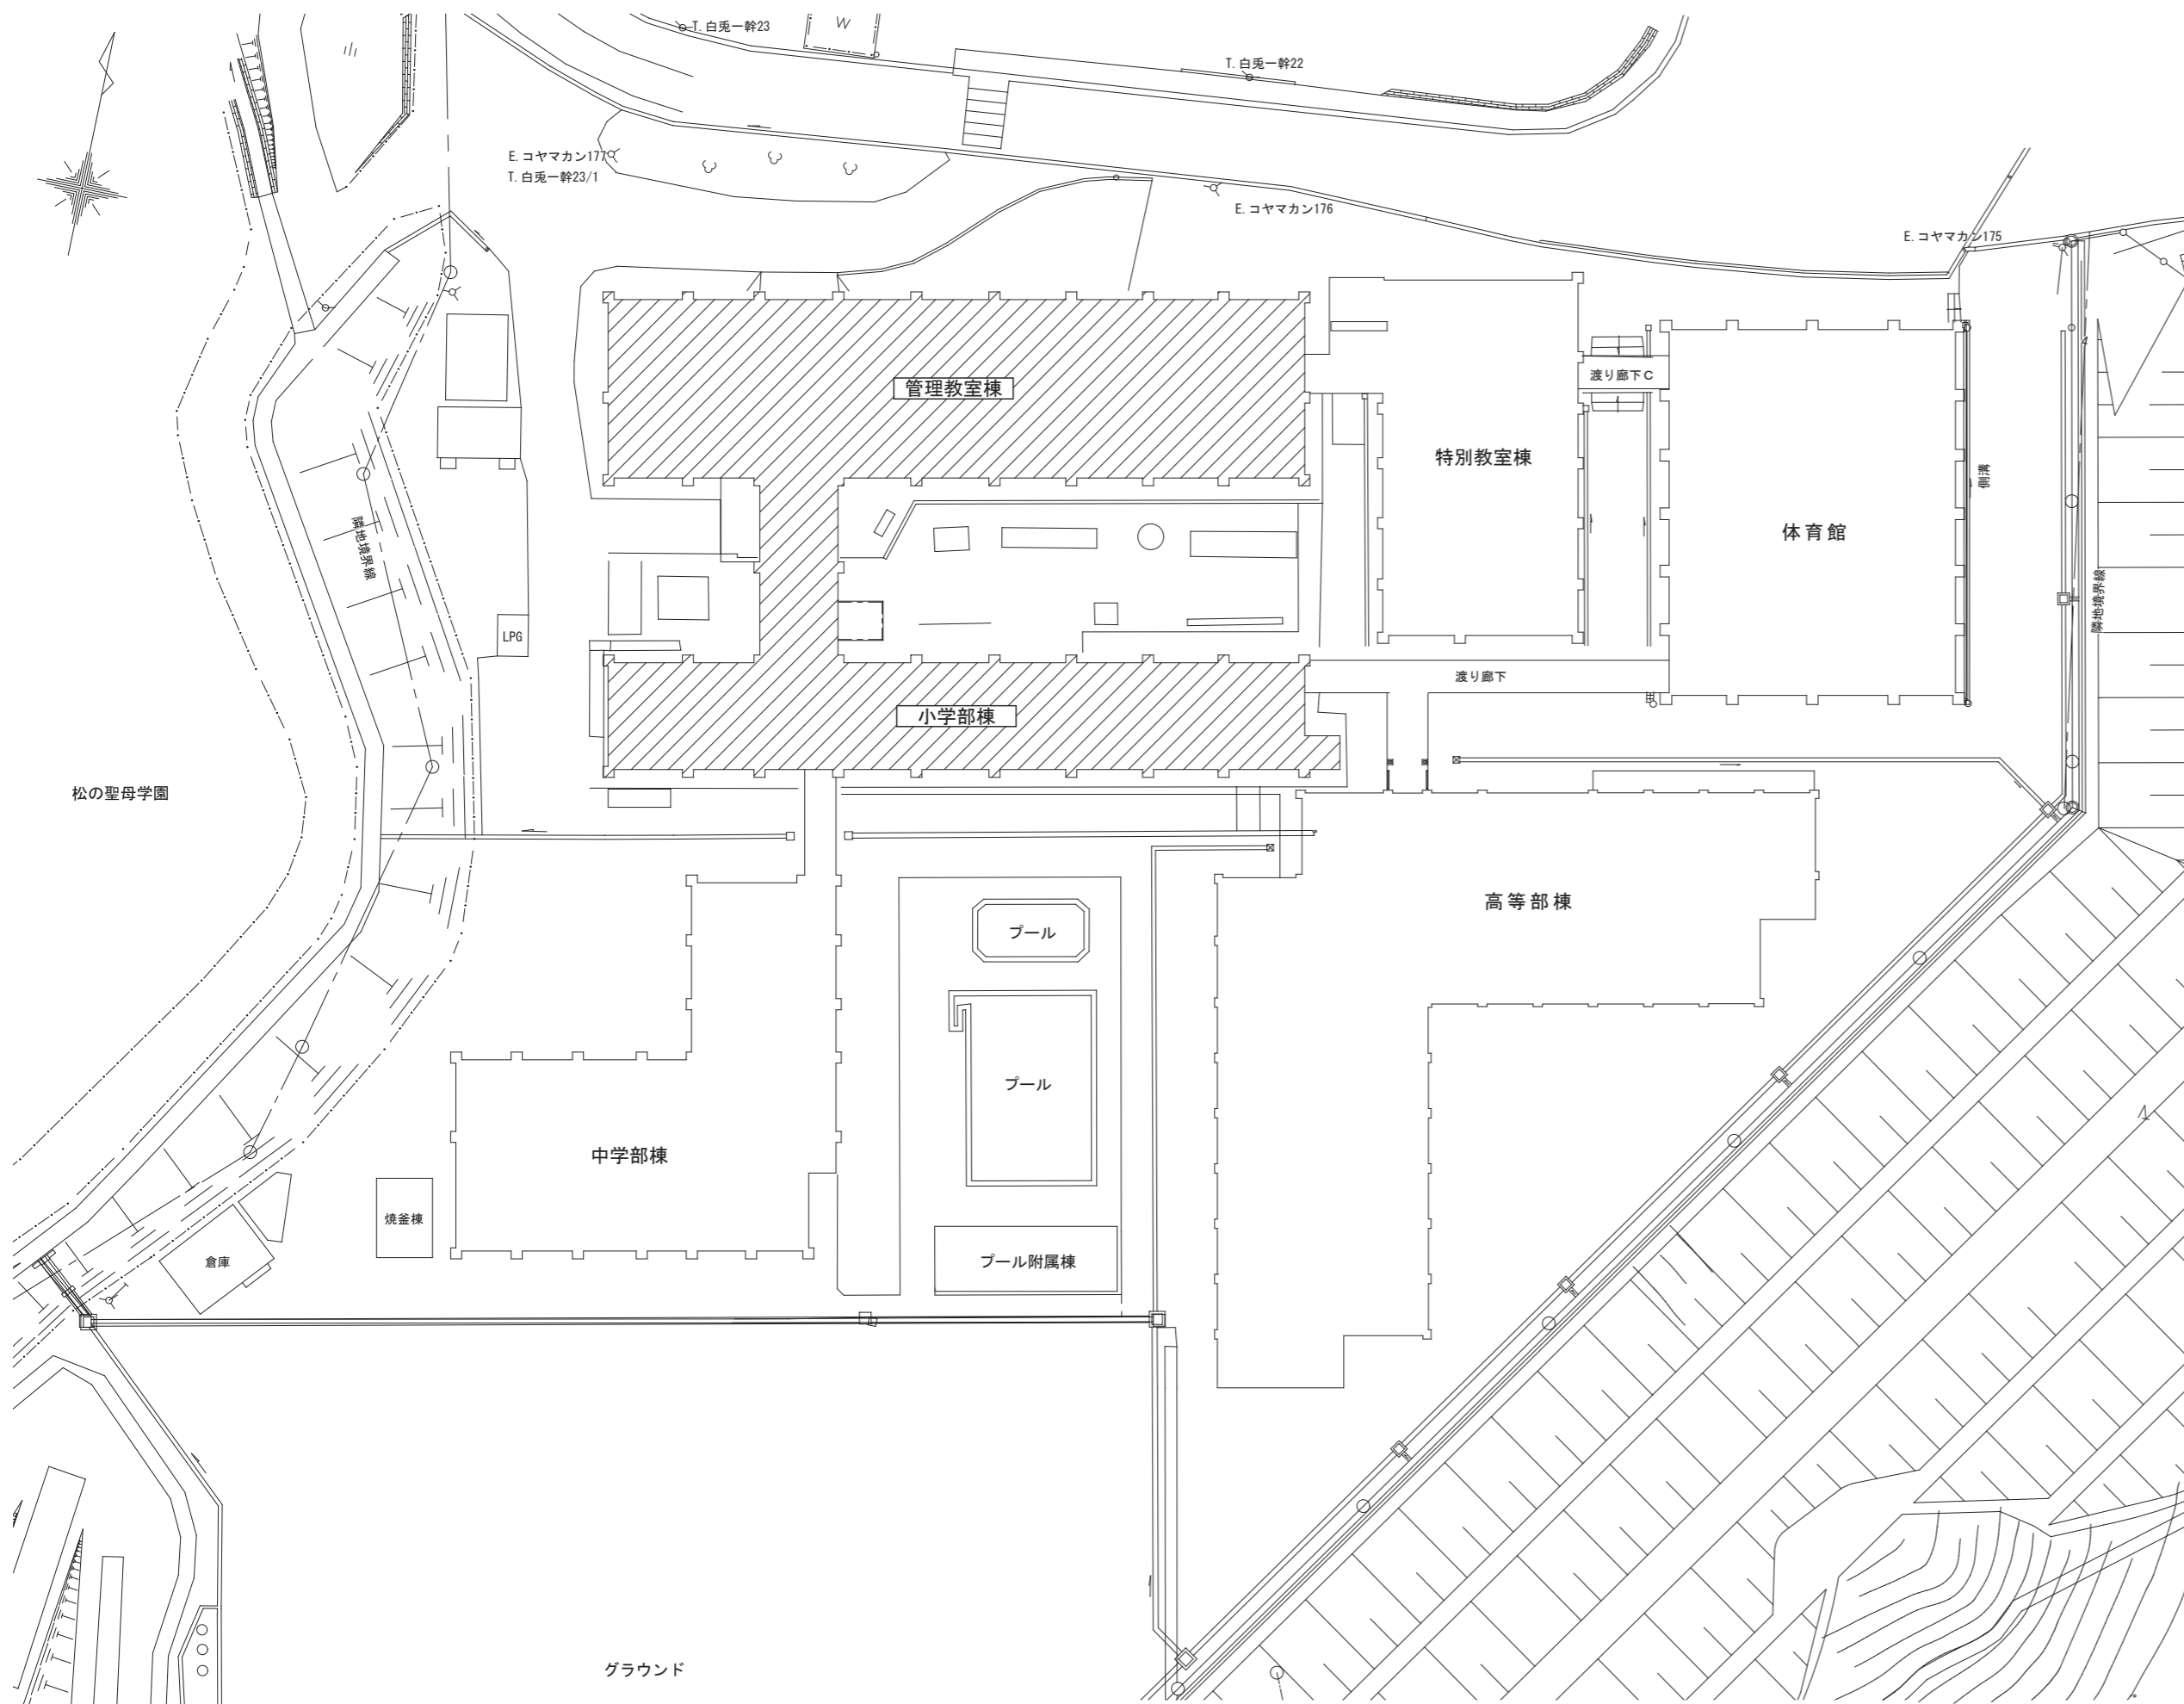 T.白兎一幹23
W
T.白兎一幹22
E.コヤマカン177
T.白兎一幹23/1
E.コヤマカン176
E.コヤマカン175
管理教室棟
渡り廊下C
特別教室棟
側溝
体育館
隣地境界線
隣地境界線
LPG
渡り廊下
小学部棟
松の聖母学園
高等部棟
プール
プール
中学部棟
焼釜棟
倉庫
プール附属棟
グラウンド